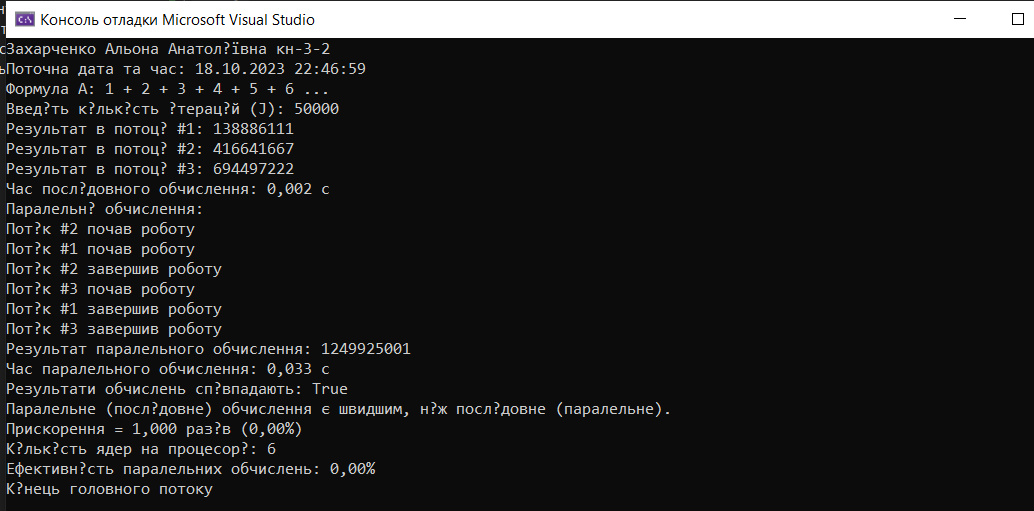 Консоль отладки Microsoft Visual Studio
Захарченко Альона Анатол?ївна кн-3-2
Поточна дата та час: 18.10.2023 22:46:59
Формула A: 1 + 2 + 3 + 4 + 5 + 6 ...
Введ?ть к?льк?сть ?терац?й (J): 50000
Результат в потоц? #1: 138886111
Результат в потоц? #2: 416641667
Результат в потоц? #3: 694497222
Час посл?довного обчислення: 0,002 с
Паралельн? обчислення:
Пот?к #2 почав роботу
Пот?к #1 почав роботу
Пот?к #2 завершив роботу
Пот?к #3 почав роботу
Пот?к #1 завершив роботу
Пот?к #3 завершив роботу
Результат паралельного обчислення: 1249925001
Час паралельного обчислення: 0,033 с
Результати обчислень сп?впадають: True
Паралельне (посл?довне) обчислення є швидшим, н?ж посл?довне (паралельне).
Прискорення = 1,000 раз?в (0,00%)
К?льк?сть ядер на процесор?: 6
Ефективн?сть паралельних обчислень: 0,00%
К?нець головного потоку